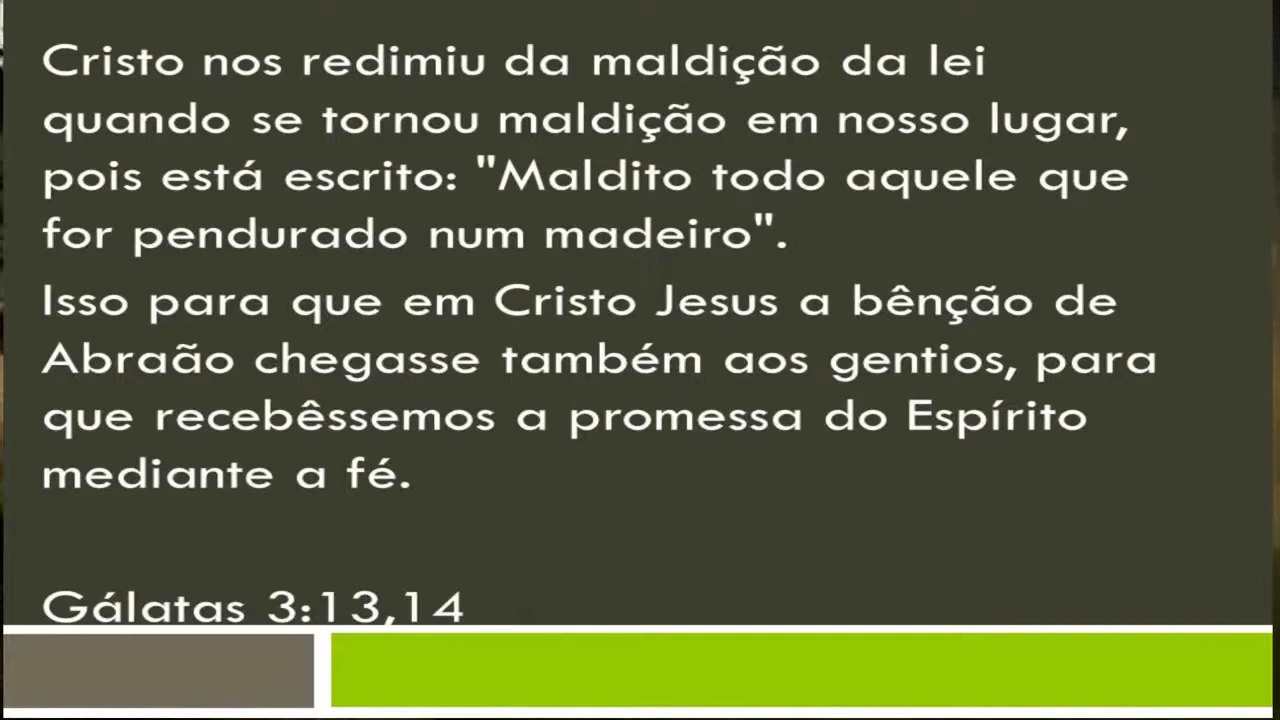 Cristo nos redimiu da maldição da lei
quando se tornou maldição em nosso lugar,
pois está escrito: "Maldito todo aquele que
for pendurado num madeiro".
Isso para que em Cristo Jesus a bênção de
Abraão chegasse também aos gentios, para
que recebêssemos a promessa do Espírito
mediante a fé.
Gálatas 3:13,14